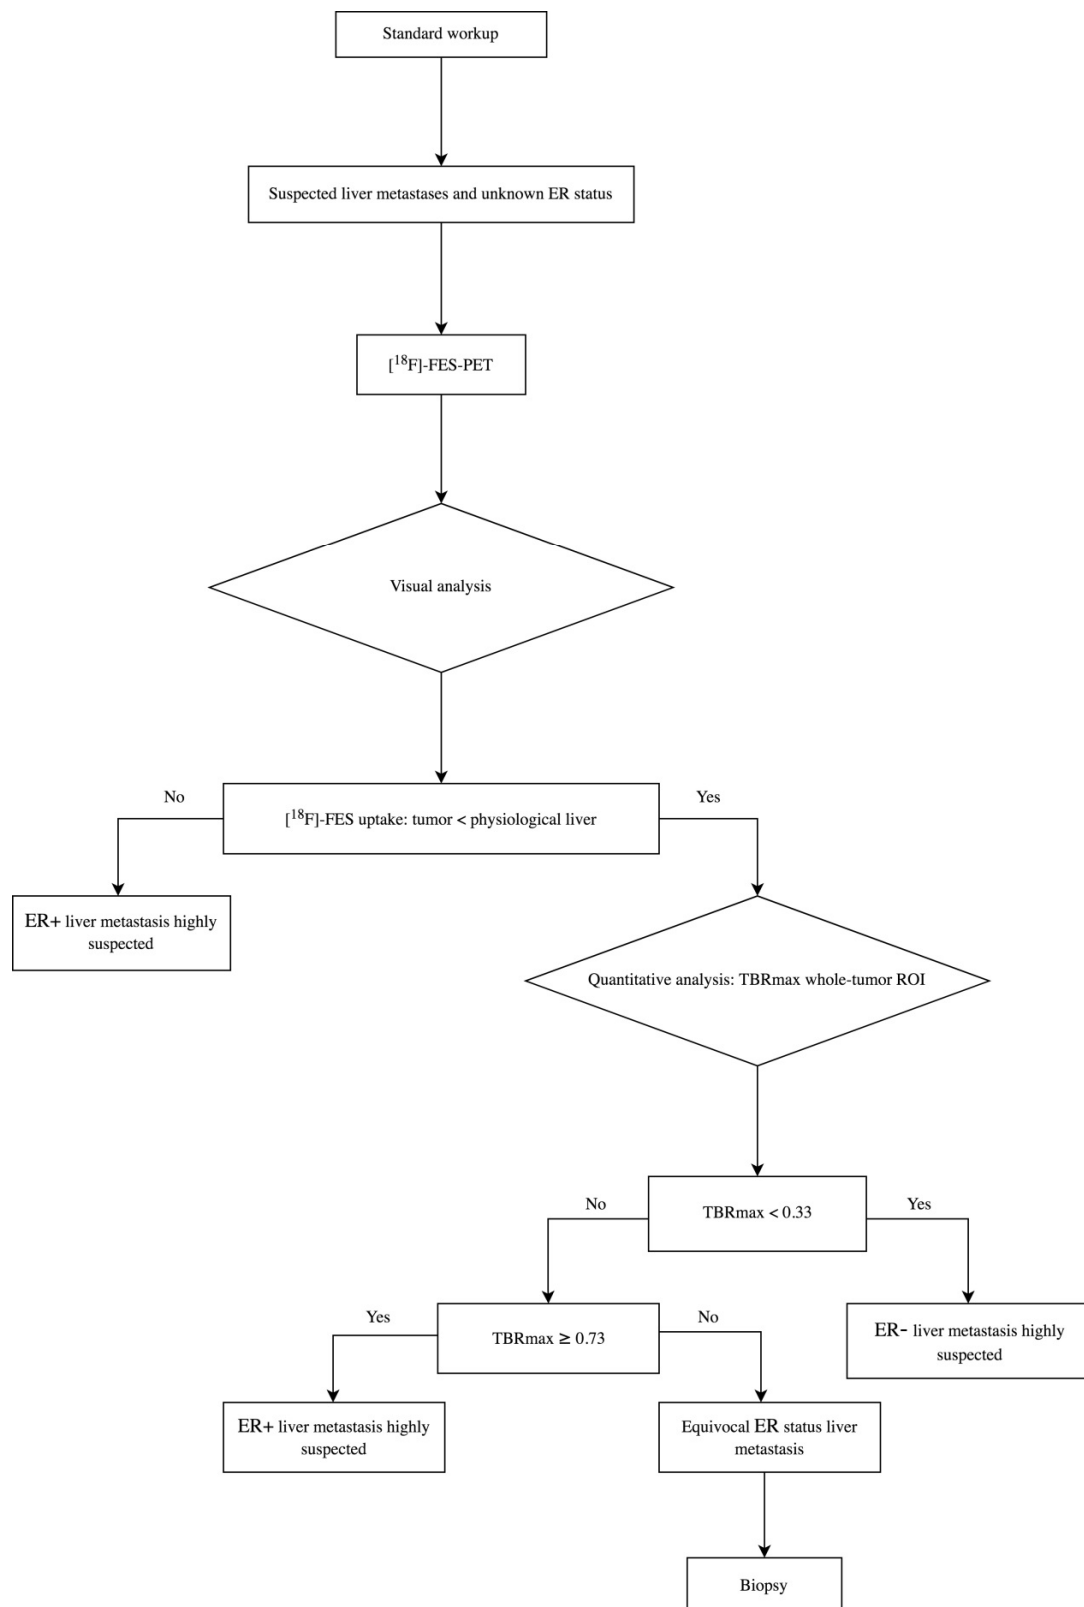 Standard workup
Suspected liver metastases and unknown ER status
[¹⁸F]-FES-PET
Visual analysis
No
Yes
[¹⁸F]-FES uptake: tumor < physiological liver
ER+ liver metastasis highly
suspected
Quantitative analysis: TBRmax whole-tumor ROI
No
Yes
TBRmax < 0.33
Yes
No
TBRmax ≥ 0.73
ER- liver metastasis highly
suspected
ER+ liver metastasis highly
suspected
Equivocal ER status liver
metastasis
Biopsy